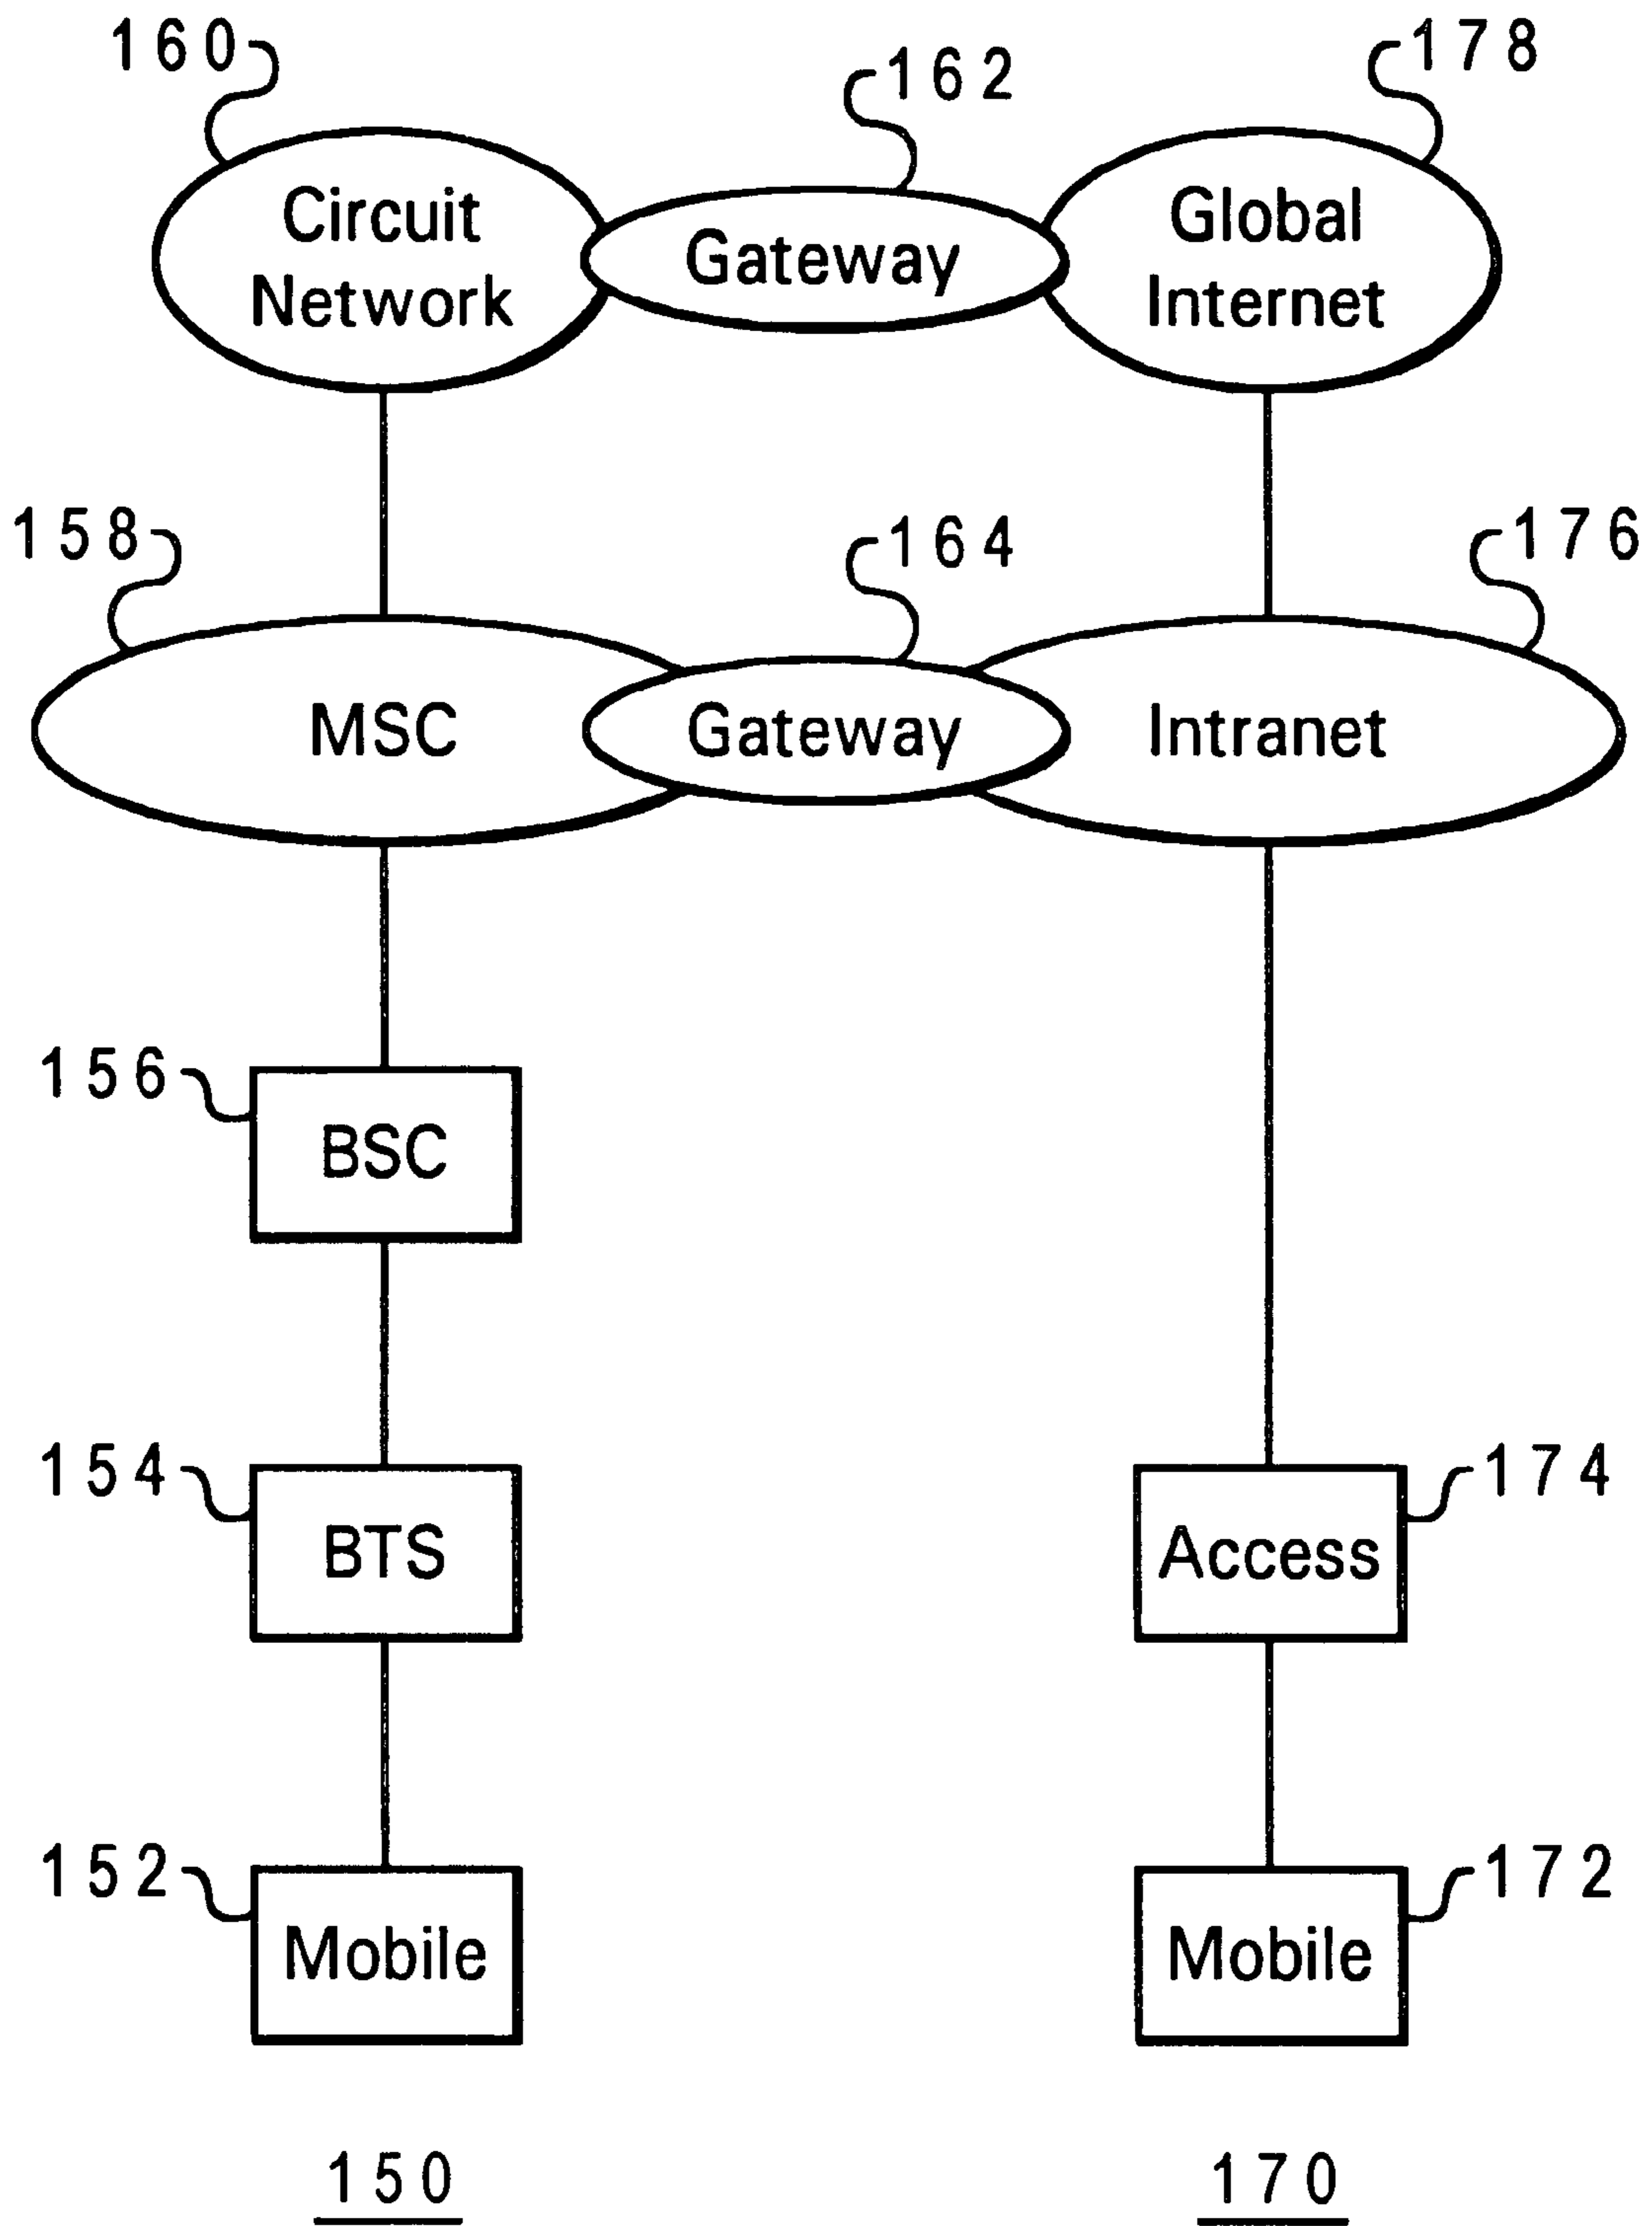 160
162
178
Circuit
Network
Gateway
Global
Internet
158
164
176
MSC
Gateway
Intranet
156
BSC
154
BTS
174
Access
152
Mobile
172
Mobile
150
170